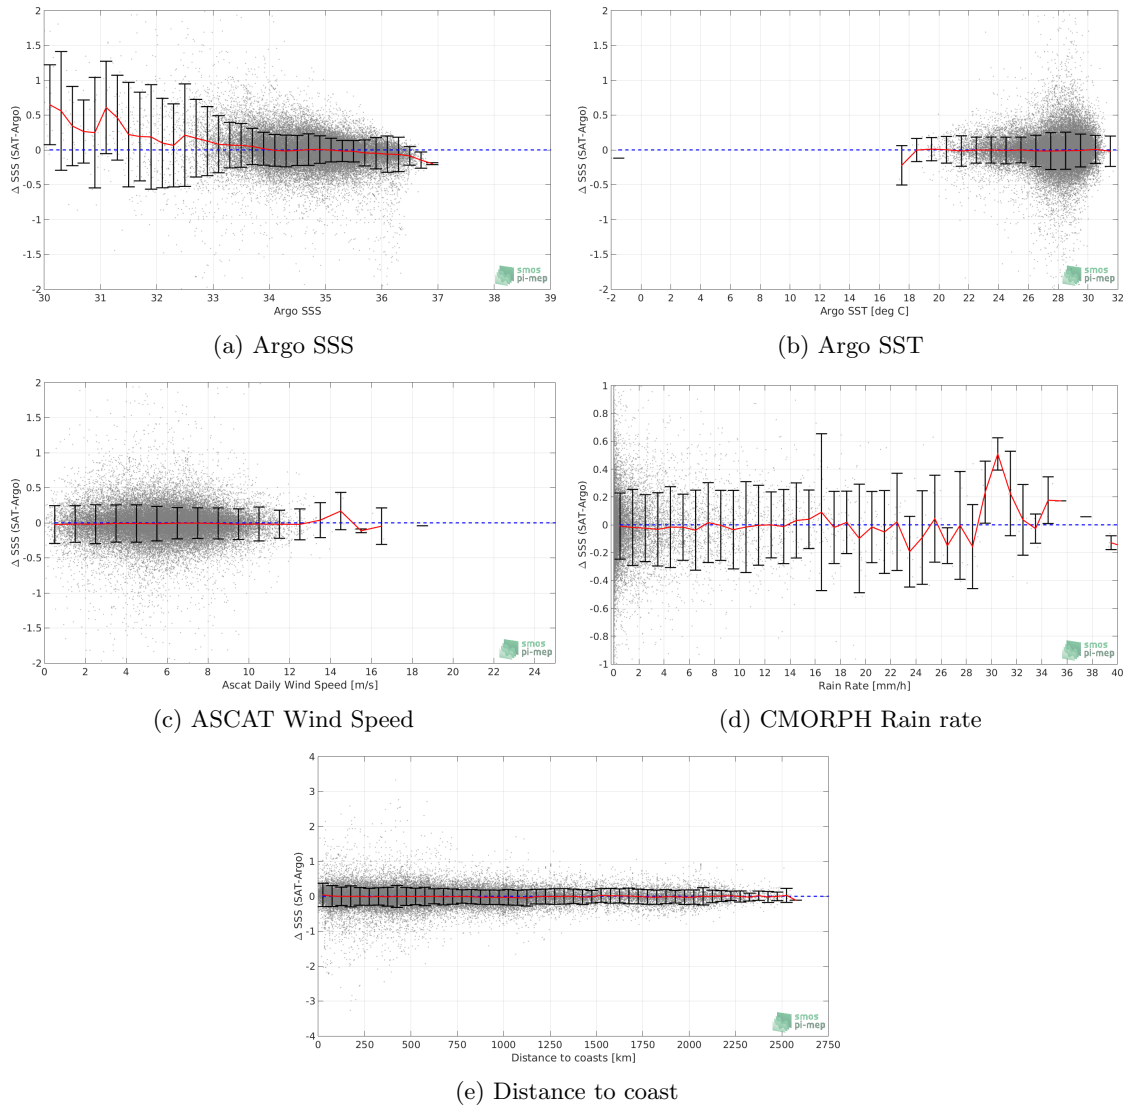 2
1.5
1
0.5
0
-0.5
-1
-1.5
-2
Δ SSS (SAT-Argo)
30 31 32 33 34 35 36 37 38 39
Argo SSS
smos
pi-mep
(a) Argo SSS
2
1.5
1
0.5
0
-0.5
-1
-1.5
-2
Δ SSS (SAT-Argo)
-2 0 2 4 6 8 10 12 14 16 18 20 22 24 26 28 30 32
Argo SST [deg C]
smos
pi-mep
(b) Argo SST
2
1.5
1
0.5
0
-0.5
-1
-1.5
-2
Δ SSS (SAT-Argo)
0 2 4 6 8 10 12 14 16 18 20 22 24
Ascat Daily Wind Speed [m/s]
smos
pi-mep
(c) ASCAT Wind Speed
1
0.8
0.6
0.4
0.2
0
-0.2
-0.4
-0.6
-0.8
-1
Δ SSS (SAT-Argo)
0 2 4 6 8 10 12 14 16 18 20 22 24 26 28 30 32 34 36 38 40
Rain Rate [mm/h]
smos
pi-mep
(d) CMORPH Rain rate
4
3
2
1
0
-1
-2
-3
-4
Δ SSS (SAT-Argo)
0 250 500 750 1000 1250 1500 1750 2000 2250 2500 2750
Distance to coasts [km]
smos
pi-mep
(e) Distance to coast